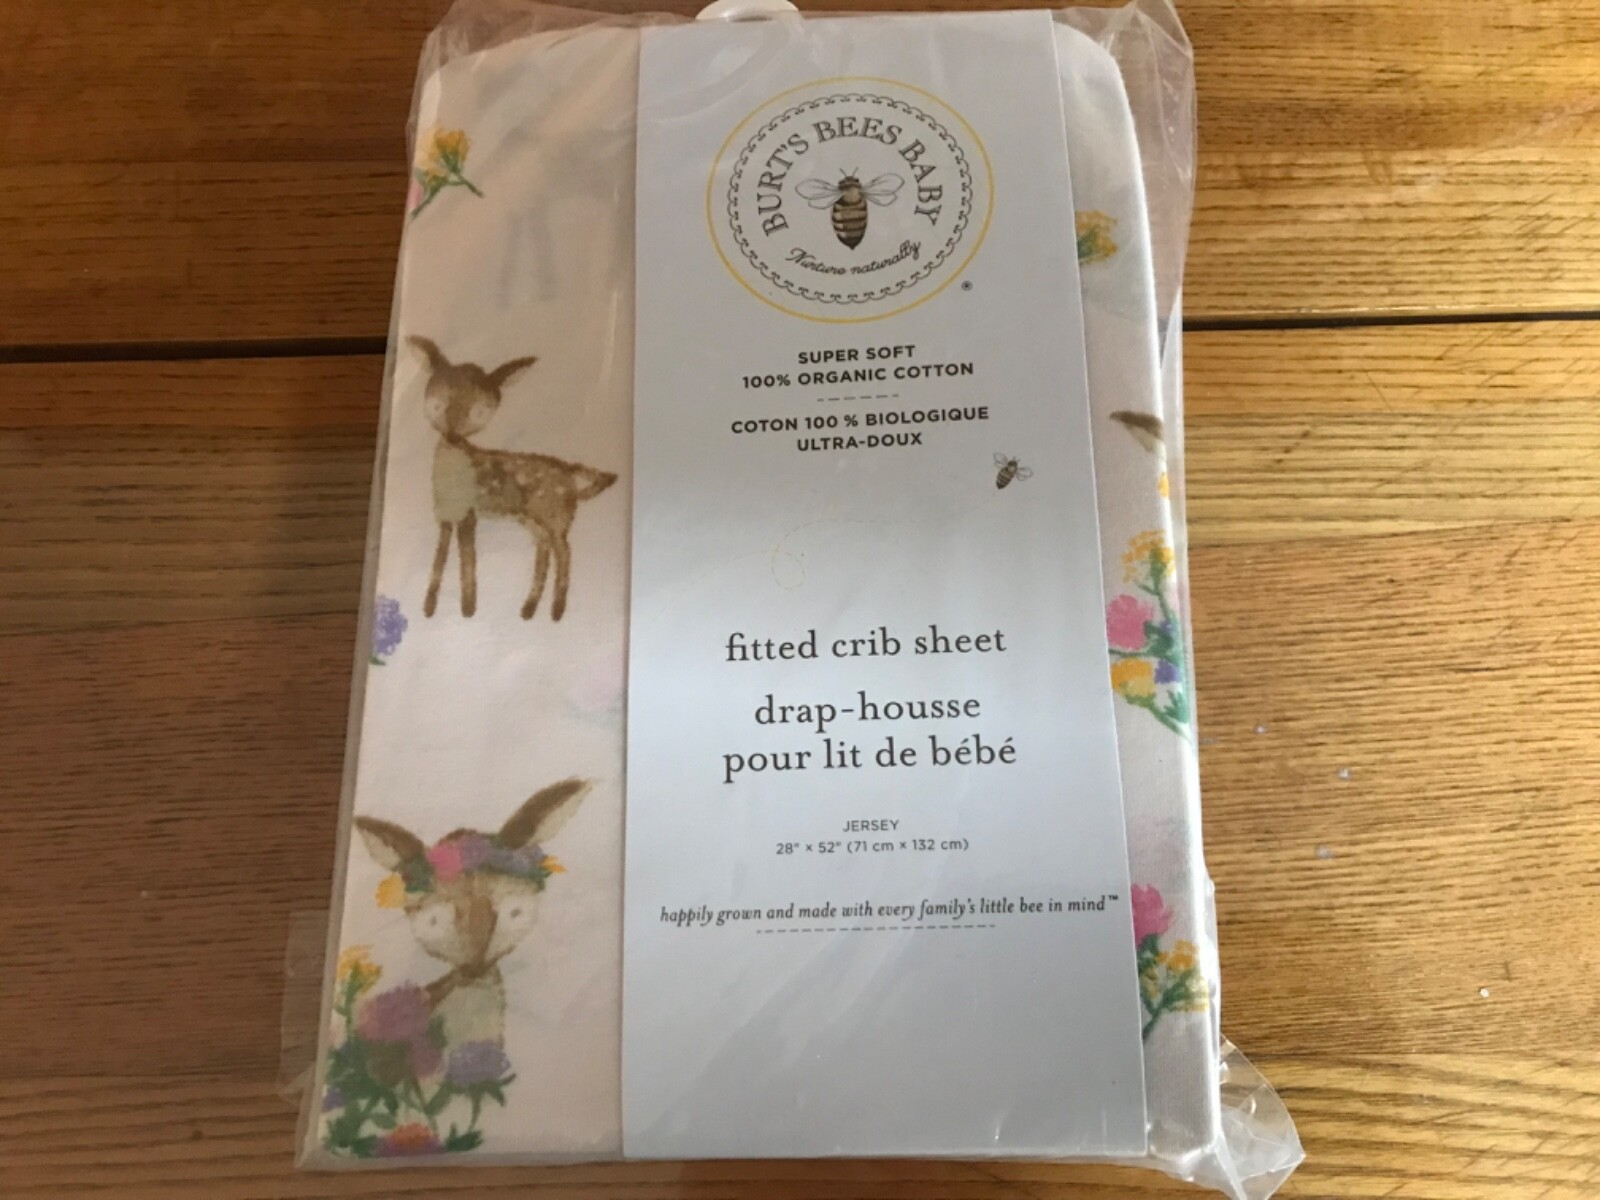 BURT'S BEES BABY
Nurture naturally
®
SUPER SOFT
100% ORGANIC COTTON
COTON 100 % BIOLOGIQUE
ULTRA-DOUX
fitted crib sheet
drap-housse
pour lit de bébé
JERSEY
28" × 52" (71 cm × 132 cm)
happily grown and made with every family's little bee in mind™